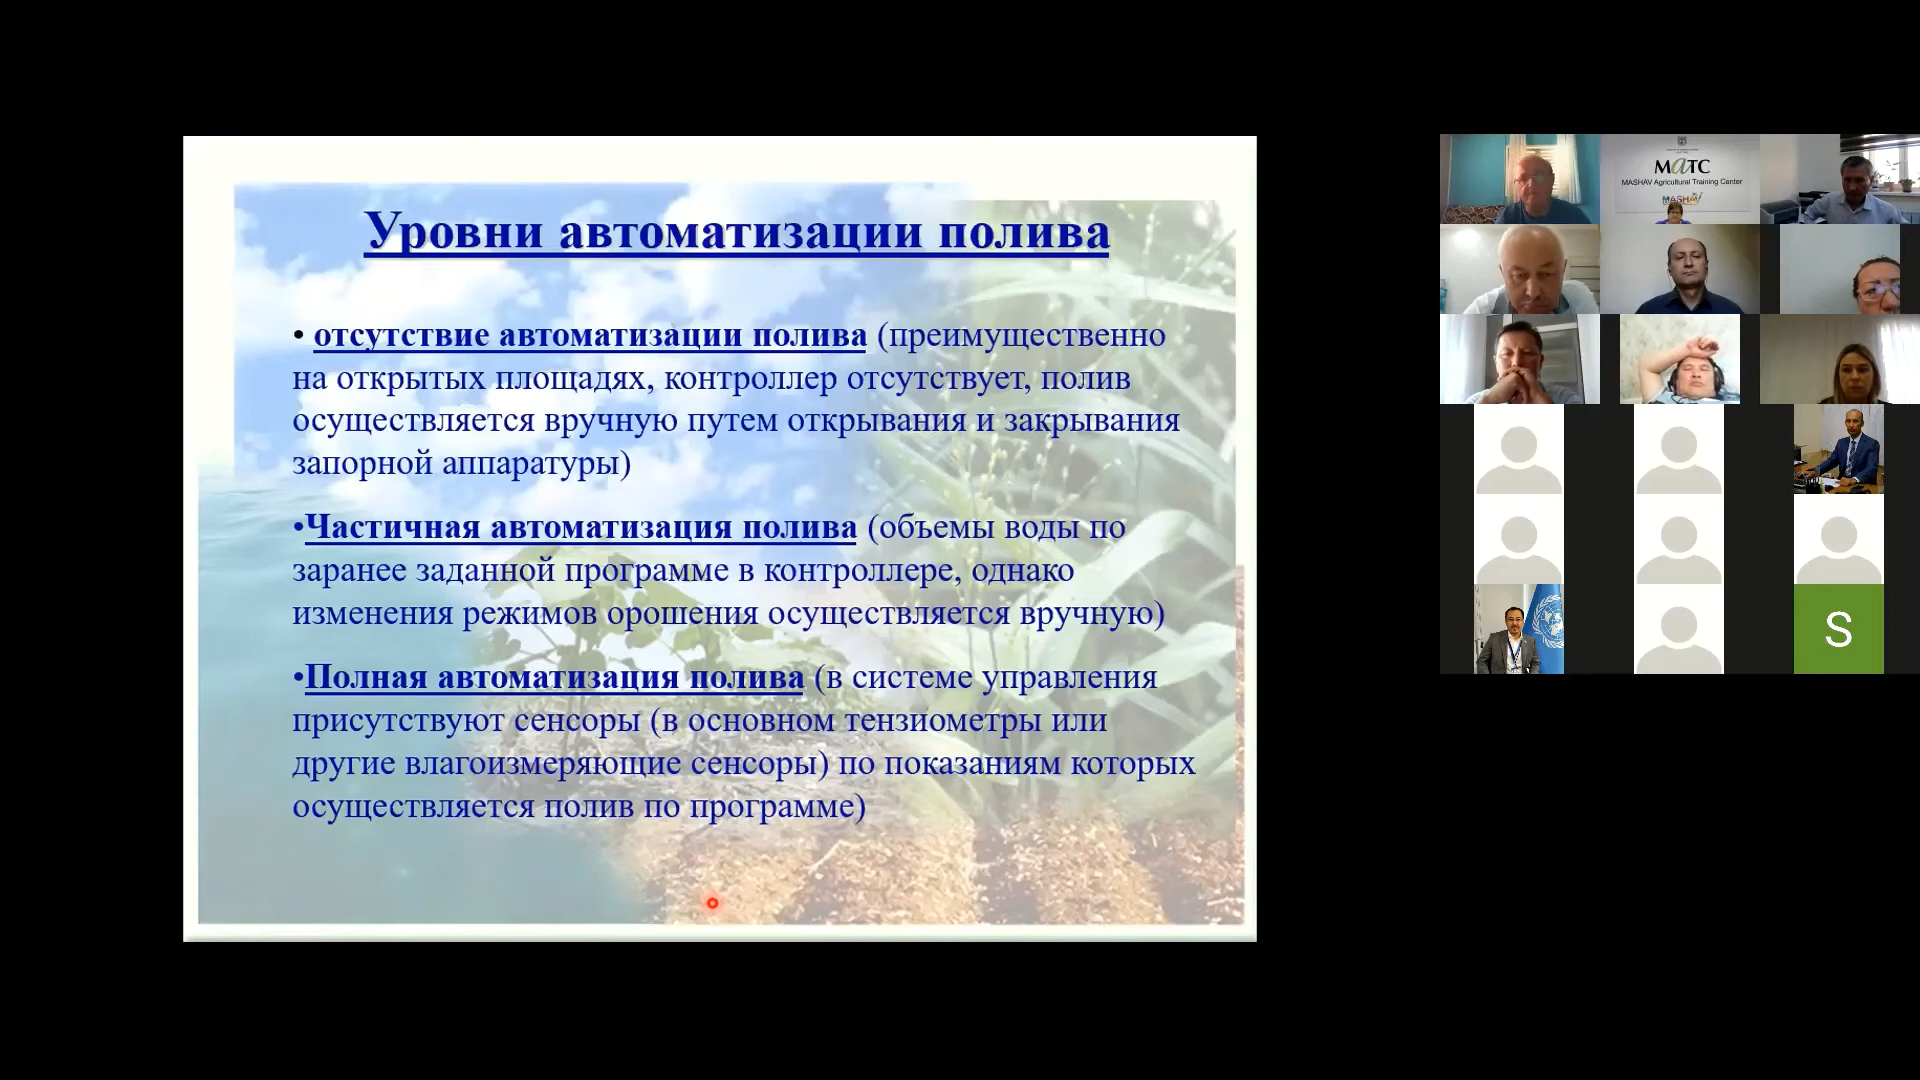 Уровни автоматизации полива
• отсутствие автоматизации полива (преимущественно
на открытых площадях, контроллер отсутствует, полив
осуществляется вручную путем открывания и закрывания
запорной аппаратуры)
•Частичная автоматизация полива (объемы воды по
заранее заданной программе в контроллере, однако
изменения режимов орошения осуществляется вручную)
•Полная автоматизация полива (в системе управления
присутствуют сенсоры (в основном тензиометры или
другие влагоизмеряющие сенсоры) по показаниям которых
осуществляется полив по программе)
MATC
MASHAV Agricultural Training Center
MASHAV
S